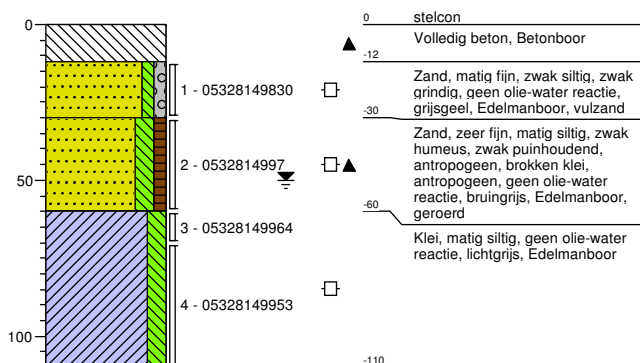 0
50
100
1 - 05328149830
2 - 05328149997
3 - 05328149964
4 - 05328149953
0
stelcon
Volledig beton, Betonboor
-12
Zand, matig fijn, zwak siltig, zwak
grindig, geen olie-water reactie,
grijsgeel, Edelmanboor, vulzand
-30
Zand, zeer fijn, matig siltig, zwak
humeus, zwak puinhoudend,
antropogeen, brokken klei,
antropogeen, geen olie-water
reactie, bruingrijs, Edelmanboor,
geroerd
-60
Klei, matig siltig, geen olie-water
reactie, lichtgrijs, Edelmanboor
-110